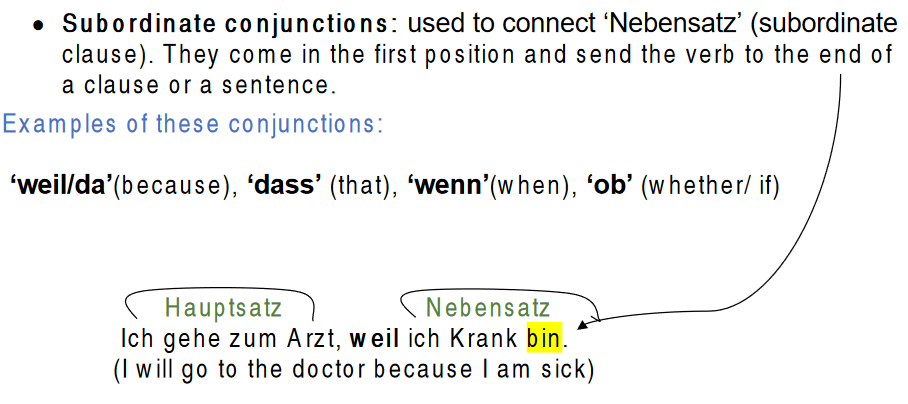 • Subordinate conjunctions: used to connect ‘Nebensatz’ (subordinate
clause). They come in the first position and send the verb to the end of
a clause or a sentence.
Examples of these conjunctions:
‘weil/da’(because), ‘dass’ (that), ‘wenn’(when), ‘ob’ (whether/ if)
Hauptsatz Nebensatz
Ich gehe zum Arzt, weil ich Krank bin.
(I will go to the doctor because I am sick)